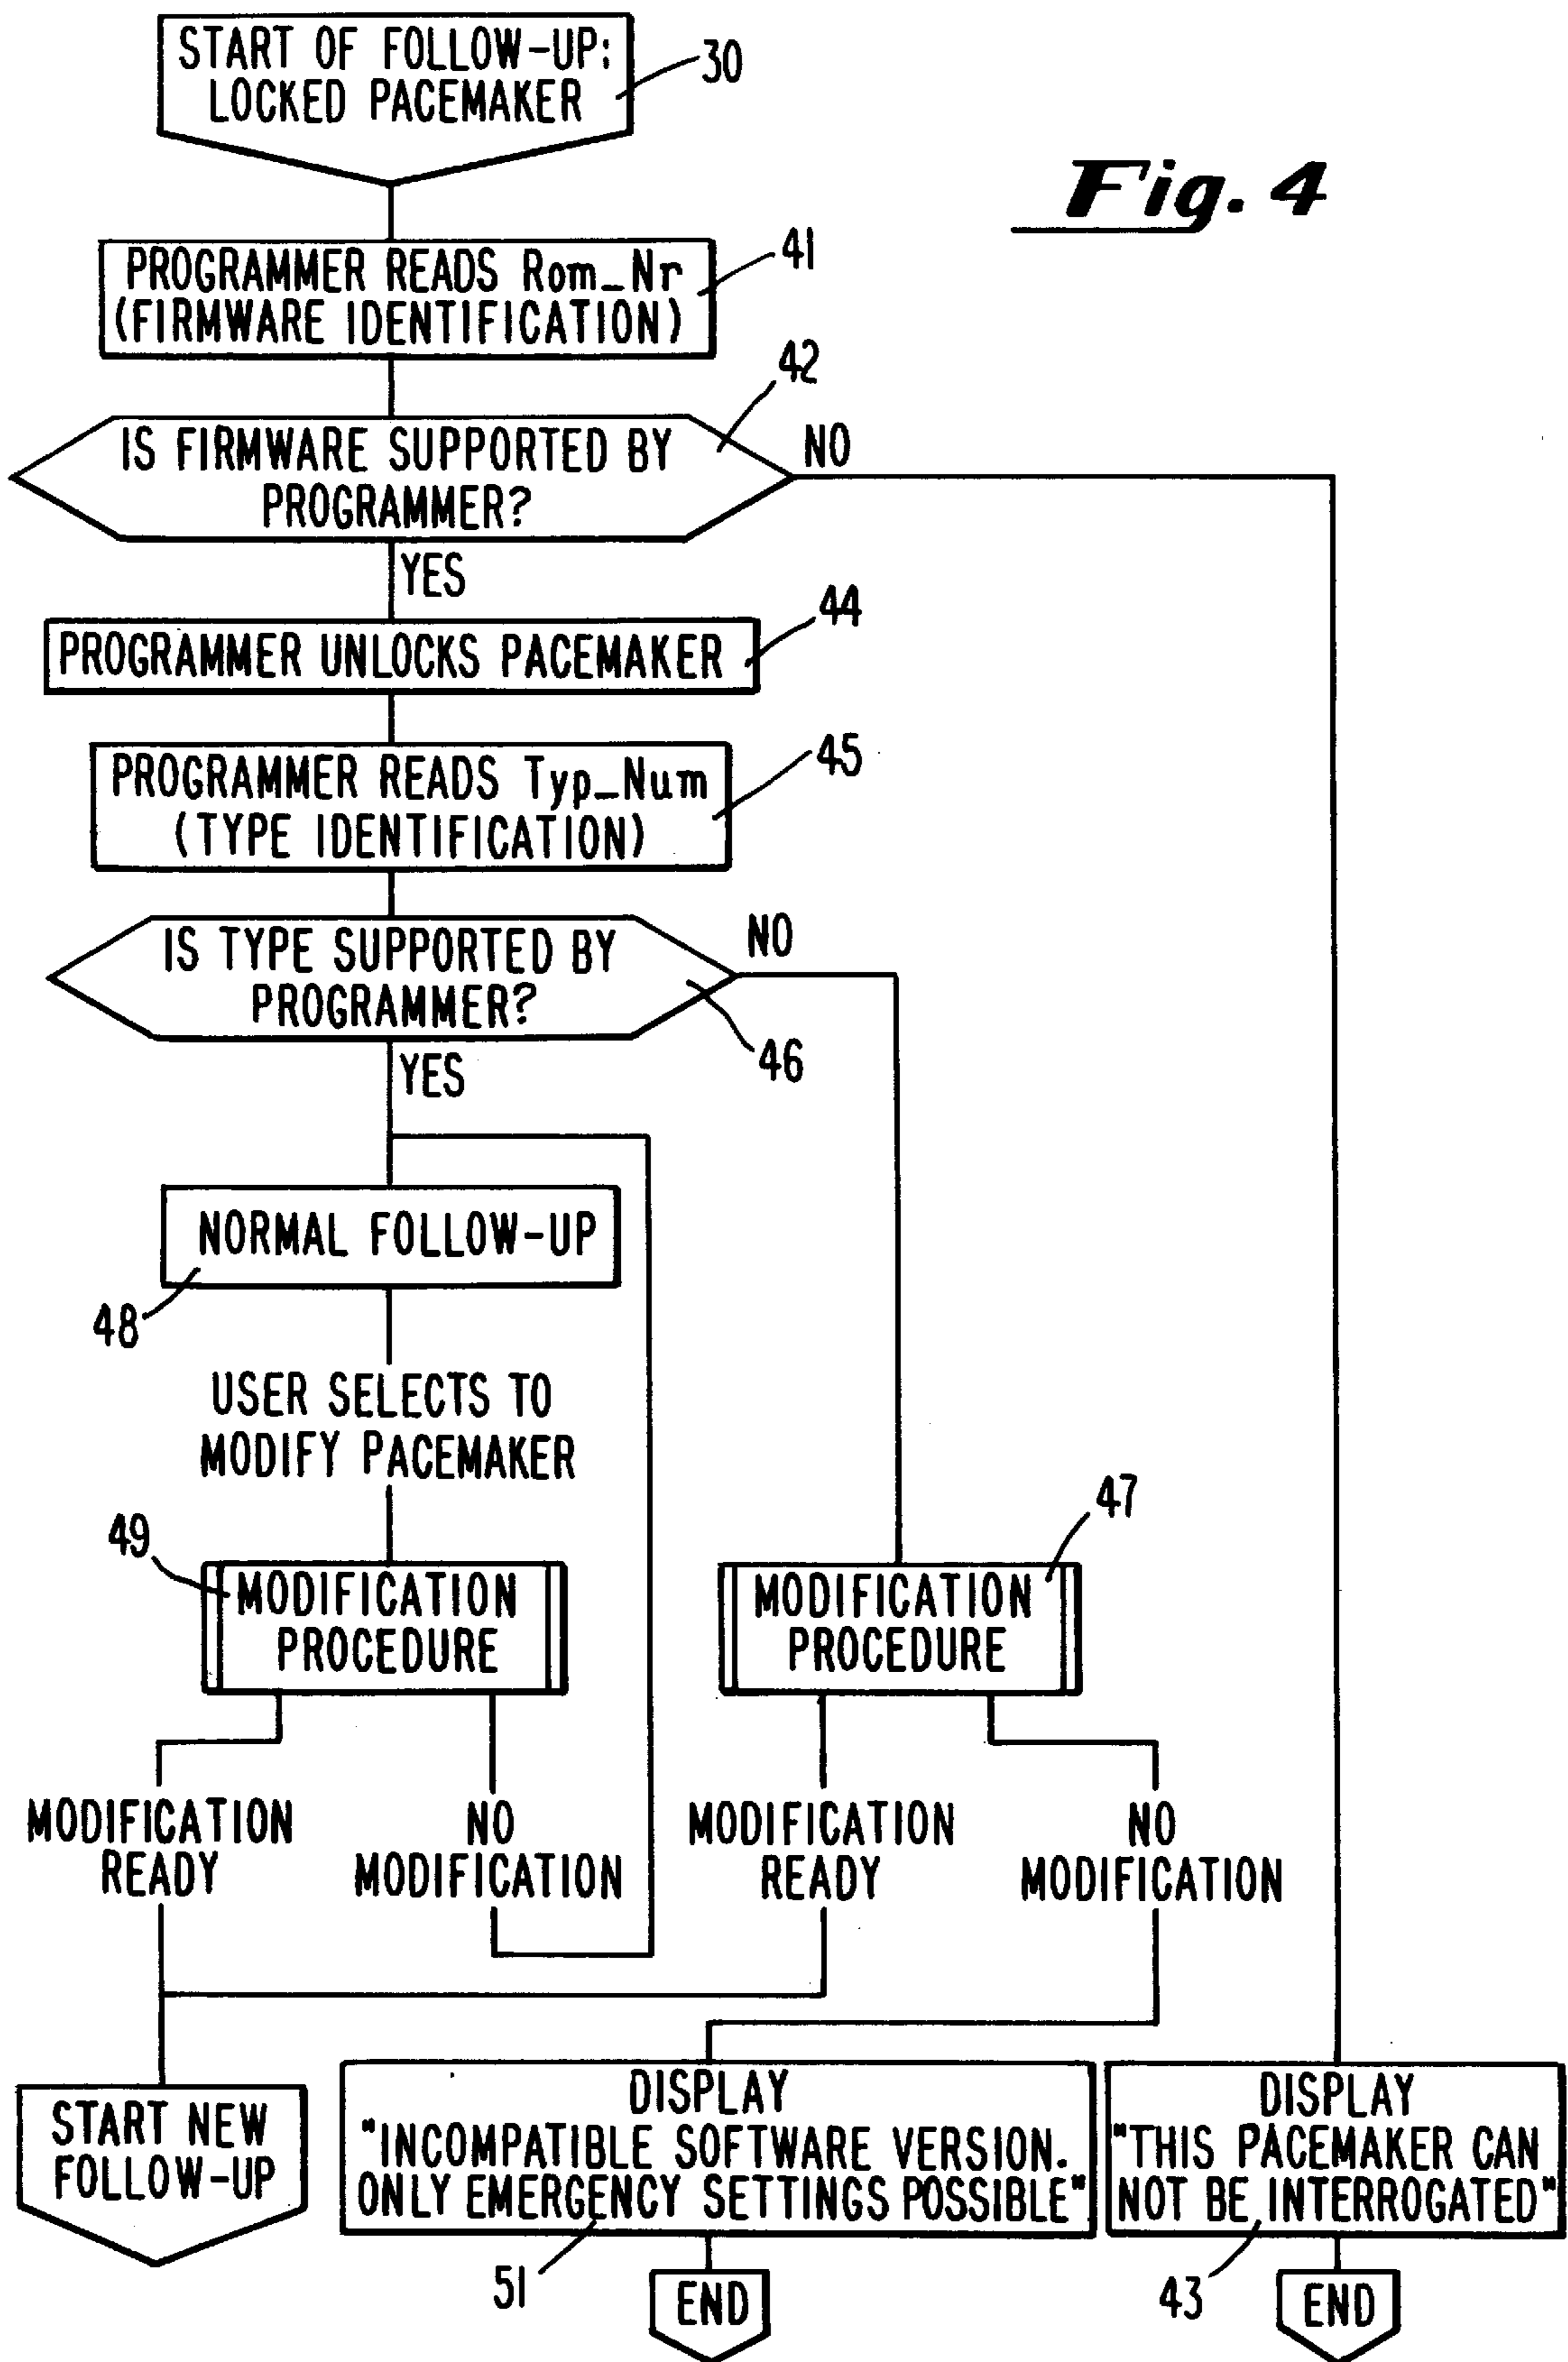 START OF FOLLOW-UP:
LOCKED PACEMAKER
30
Fig. 4
PROGRAMMER READS Rom_Nr
(FIRMWARE IDENTIFICATION)
41
42
IS FIRMWARE SUPPORTED BY
PROGRAMMER?
NO
YES
44
PROGRAMMER UNLOCKS PACEMAKER
PROGRAMMER READS Typ_Num
(TYPE IDENTIFICATION)
45
IS TYPE SUPPORTED BY
PROGRAMMER?
NO
46
YES
NORMAL FOLLOW-UP
48
USER SELECTS TO
MODIFY PACEMAKER
49
MODIFICATION
PROCEDURE
47
MODIFICATION
PROCEDURE
MODIFICATION
READY
NO
MODIFICATION
MODIFICATION
READY
NO
MODIFICATION
START NEW
FOLLOW-UP
DISPLAY
"INCOMPATIBLE SOFTWARE VERSION.
ONLY EMERGENCY SETTINGS POSSIBLE"
51
END
DISPLAY
"THIS PACEMAKER CAN
NOT BE INTERROGATED"
43
END